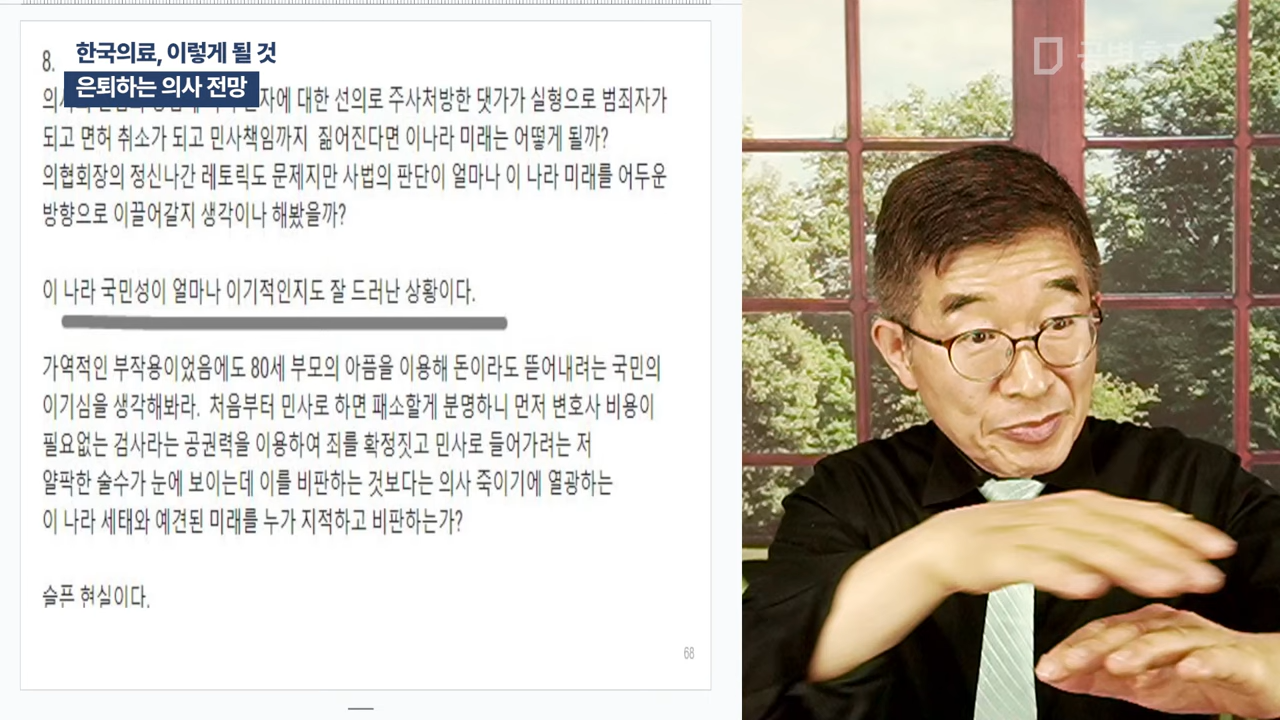 한국의료, 이렇게 될 것
은퇴하는 의사 전망
8.
자에 대한 선의로 주사처방한 댓가가 실형으로 범죄자가
되고 면허 취소가 되고 민사책임까지 짊어진다면 이나라 미래는 어떻게 될까?
의협회장의 정신나간 레토릭도 문제지만 사법의 판단이 얼마나 이 나라 미래를 어두운
방향으로 이끌어갈지 생각이나 해봤을까?
이 나라 국민성이 얼마나 이기적인지도 잘 드러난 상황이다.
가역적인 부작용이었음에도 80세 부모의 아픔을 이용해 돈이라도 뜯어내려는 국민의
이기심을 생각해봐라. 처음부터 민사로 하면 패소할게 분명하니 먼저 변호사 비용이
필요없는 검사라는 공권력을 이용하여 죄를 확정짓고 민사로 들어가려는 저
얄팍한 술수가 눈에 보이는데 이를 비판하는 것보다는 의사 죽이기에 열광하는
이 나라 세태와 예견된 미래를 누가 지적하고 비판하는가?
슬픈 현실이다.
68